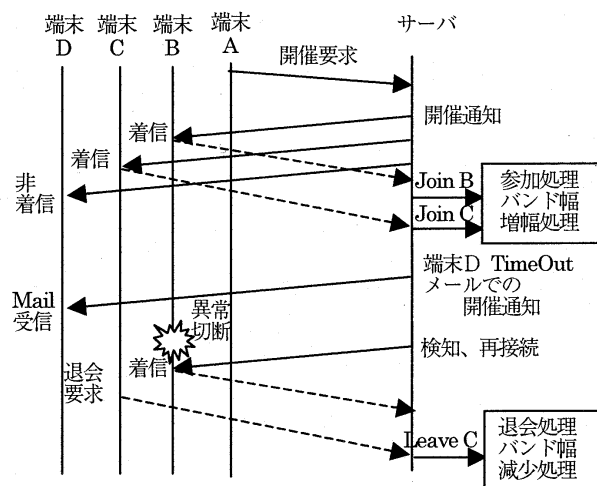 端末 端末 端末 端末 サーバ
D C B A
開催要求
開催通知
着信
着信
非
着信
Join B
Join C
参加処理
バンド幅
増幅処理
端末D TimeOut
メールでの
開催通知
Mail
受信
異常
切断
検知、再接続
着信
退会
要求
Leave C
退会処理
バンド幅
減少処理